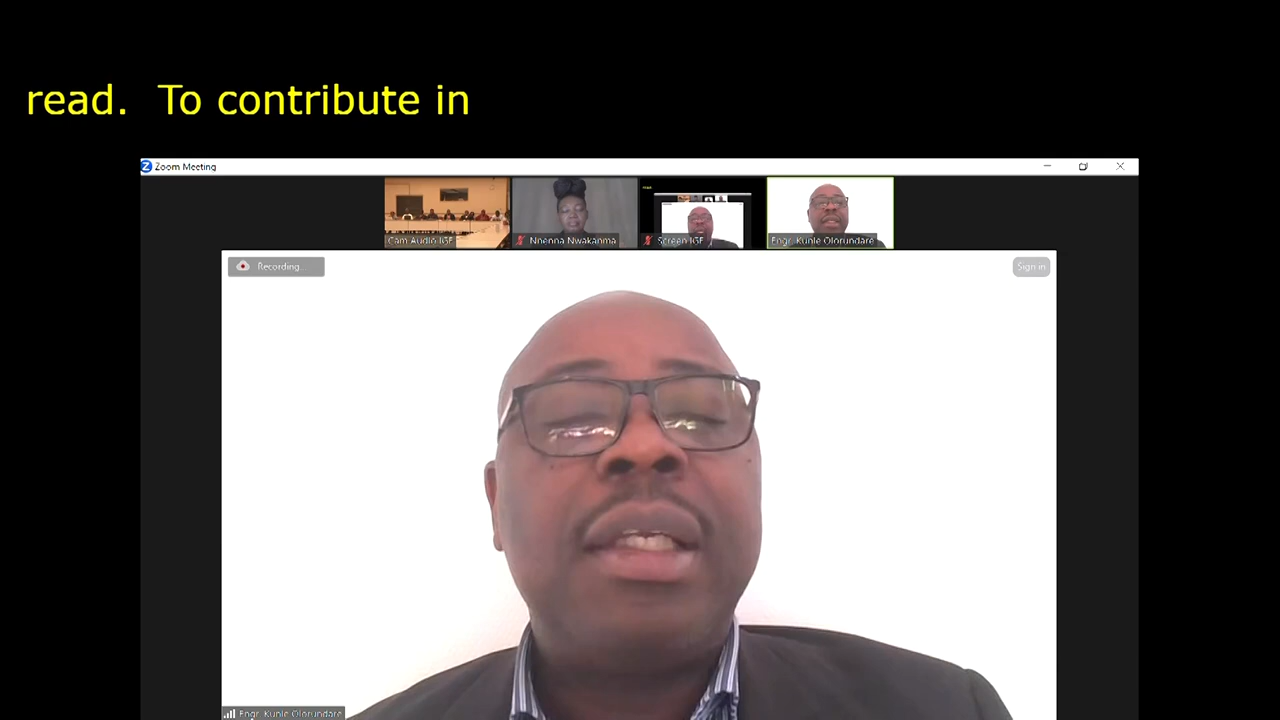 read.  To contribute in
Zoom Meeting
Cam Audio IGF
Nnenna Nwakanma
Screen IGF
Engr. Kunle Olorundare
Recording...
Sign in
Engr. Kunle Olorundare